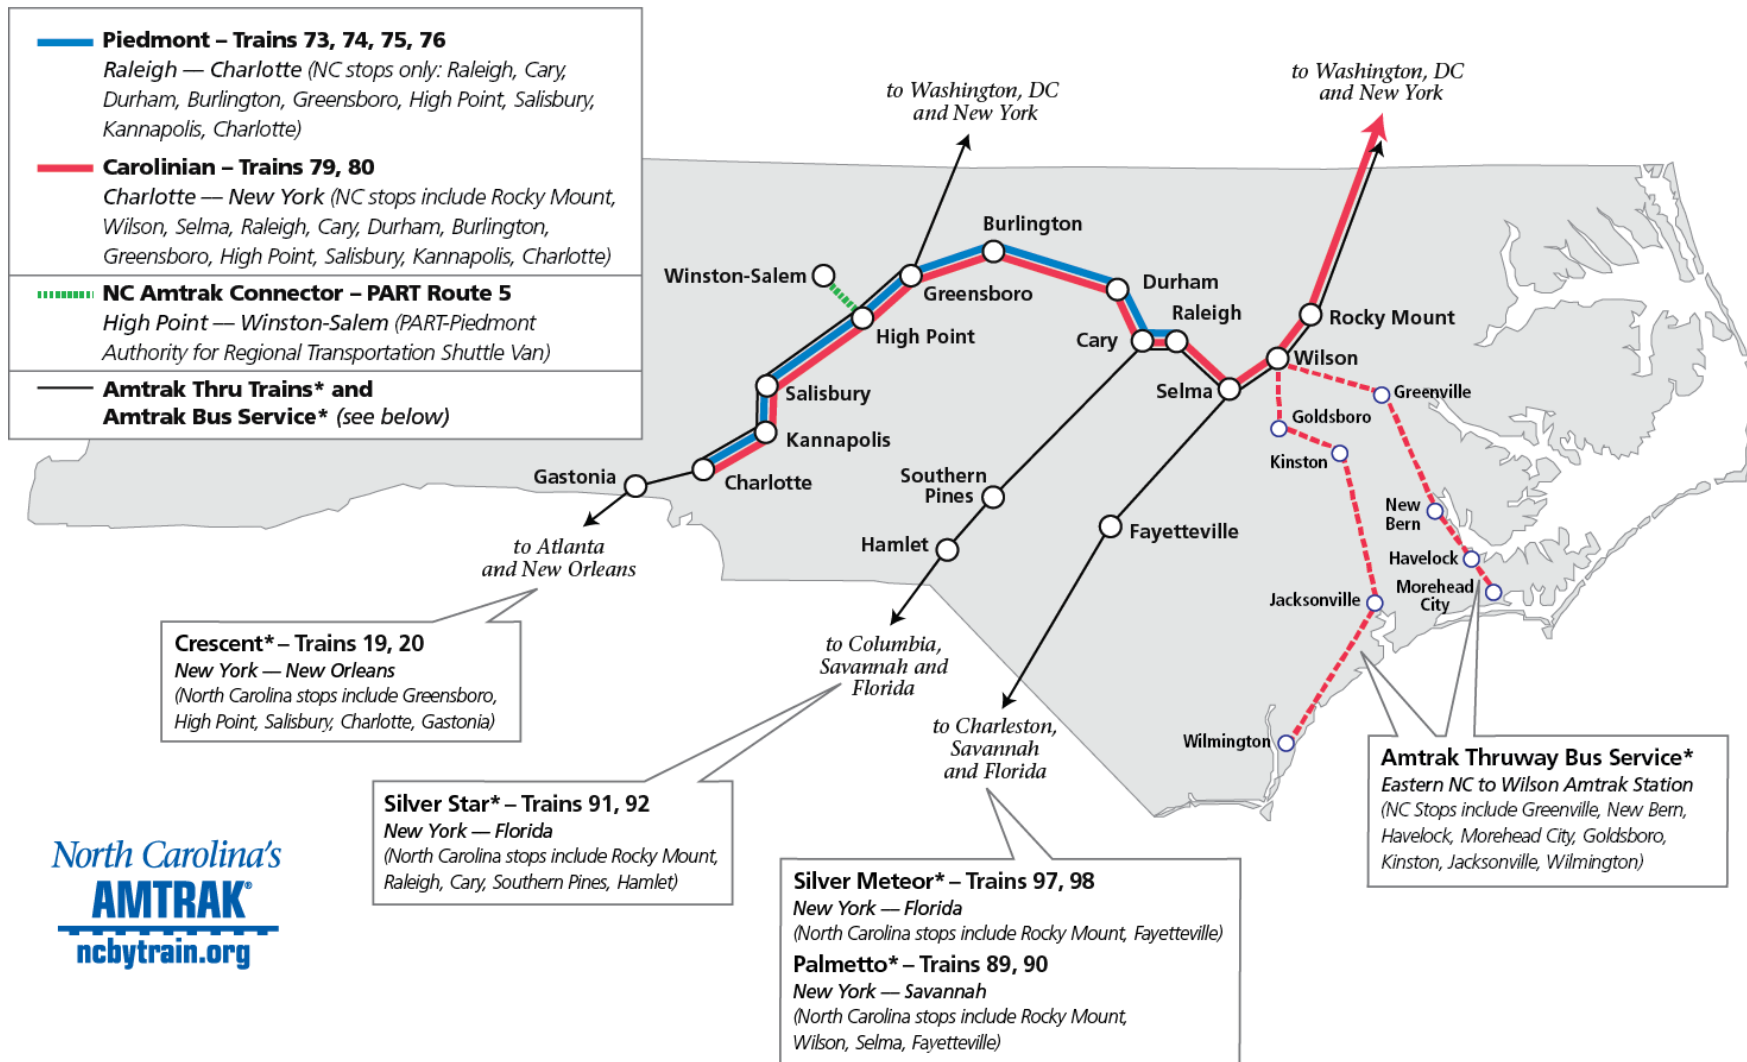 Piedmont – Trains 73, 74, 75, 76
Raleigh — Charlotte (NC stops only: Raleigh, Cary,
Durham, Burlington, Greensboro, High Point, Salisbury,
Kannapolis, Charlotte)
Carolinian – Trains 79, 80
Charlotte — New York (NC stops include Rocky Mount,
Wilson, Selma, Raleigh, Cary, Durham, Burlington,
Greensboro, High Point, Salisbury, Kannapolis, Charlotte)
NC Amtrak Connector – PART Route 5
High Point — Winston-Salem (PART-Piedmont
Authority for Regional Transportation Shuttle Van)
Amtrak Thru Trains* and
Amtrak Bus Service* (see below)
to Washington, DC
and New York
to Washington, DC
and New York
Burlington
Winston-Salem
Greensboro
Durham
Raleigh
High Point
Cary
Rocky Mount
Wilson
Salisbury
Selma
Greenville
Goldsboro
Kannapolis
Kinston
Gastonia
Charlotte
Southern
Pines
New
Bern
Fayetteville
Hamlet
Havelock
to Atlanta
and New Orleans
Morehead
City
Jacksonville
to Columbia,
Savannah and
Florida
to Charleston,
Savannah
and Florida
Wilmington
Crescent* – Trains 19, 20
New York — New Orleans
(North Carolina stops include Greensboro,
High Point, Salisbury, Charlotte, Gastonia)
Silver Star* – Trains 91, 92
New York — Florida
(North Carolina stops include Rocky Mount,
Raleigh, Cary, Southern Pines, Hamlet)
Amtrak Thruway Bus Service*
Eastern NC to Wilson Amtrak Station
(NC Stops include Greenville, New Bern,
Havelock, Morehead City, Goldsboro,
Kinston, Jacksonville, Wilmington)
Silver Meteor* – Trains 97, 98
New York — Florida
(North Carolina stops include Rocky Mount, Fayetteville)
Palmetto* – Trains 89, 90
New York — Savannah
(North Carolina stops include Rocky Mount,
Wilson, Selma, Fayetteville)
North Carolina's
AMTRAK®
ncbytrain.org